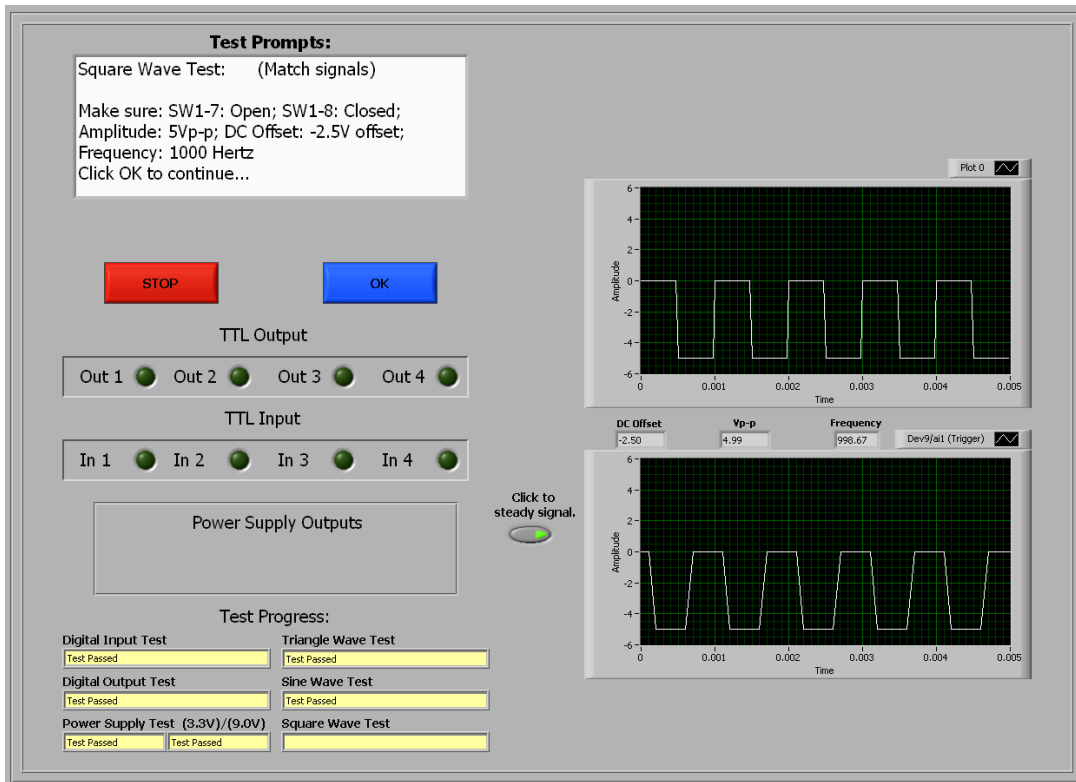 Test Prompts:
Square Wave Test: (Match signals)
Make sure: SW1-7: Open; SW1-8: Closed;
Amplitude: 5Vp-p; DC Offset: -2.5V offset;
Frequency: 1000 Hertz
Click OK to continue...
STOP
OK
TTL Output
Out 1
Out 2
Out 3
Out 4
TTL Input
In 1
In 2
In 3
In 4
Power Supply Outputs
Click to
steady signal.
Test Progress:
Digital Input Test
Test Passed
Triangle Wave Test
Test Passed
Digital Output Test
Test Passed
Sine Wave Test
Test Passed
Power Supply Test (3.3V)/(9.0V)
Test Passed
Test Passed
Square Wave Test
Plot 0
Amplitude
6
4
2
0
-2
-4
-6
0
0.001
0.002
0.003
0.004
0.005
Time
DC Offset
-2.50
Vp-p
4.99
Frequency
998.67
Dev9/ai1 (Trigger)
Amplitude
6
4
2
0
-2
-4
-6
0
0.001
0.002
0.003
0.004
0.005
Time